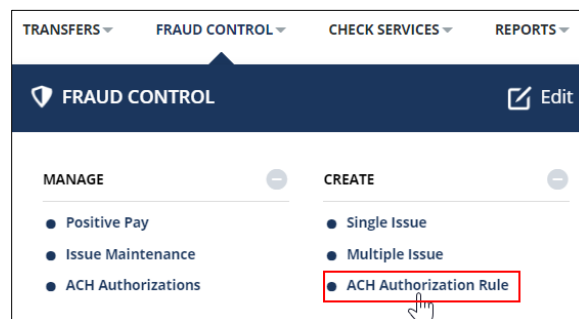 TRANSFERS FRAUD CONTROL CHECK SERVICES REPORTS
FRAUD CONTROL Edit
MANAGE CREATE
Positive Pay Single Issue
Issue Maintenance Multiple Issue
ACH Authorizations ACH Authorization Rule